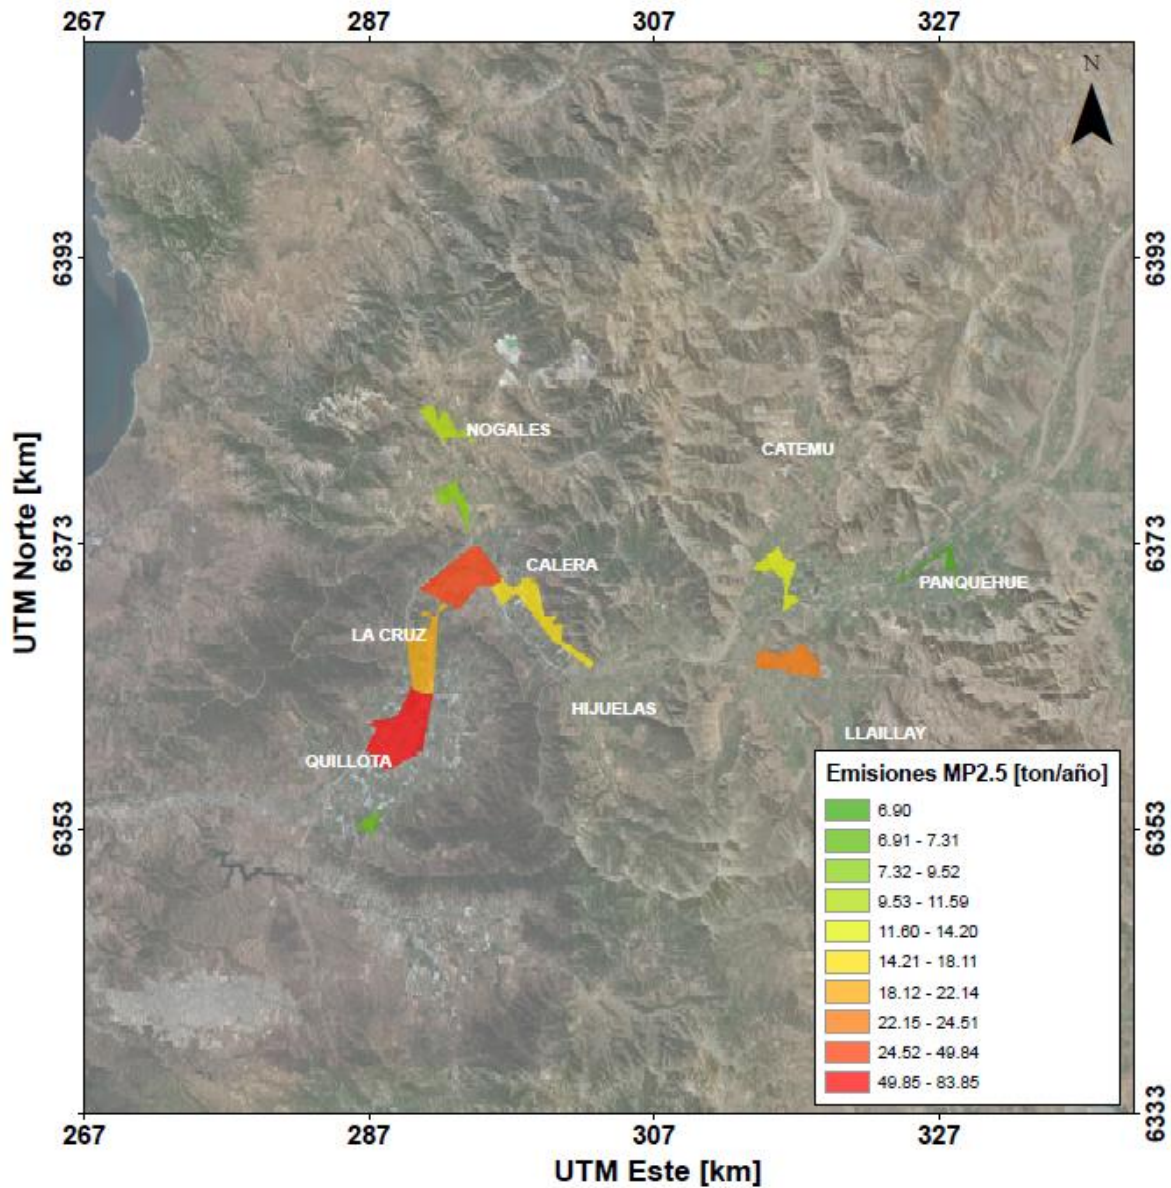 267 287 307 327
N
6393 6393
NOGALES
CATEMU
6373 6373
CALERA
PANQUEHUE
LA CRUZ
HIJUELAS
LLAILLAY
QUILLOTA
Emisiones MP2.5 [ton/año]
6.90
6.91 - 7.31
7.32 - 9.52
9.53 - 11.59
11.60 - 14.20
14.21 - 18.11
18.12 - 22.14
22.15 - 24.51
24.52 - 49.84
49.85 - 83.85
6353 6353
6333
267 287 307 327
UTM Este [km]
UTM Norte [km]